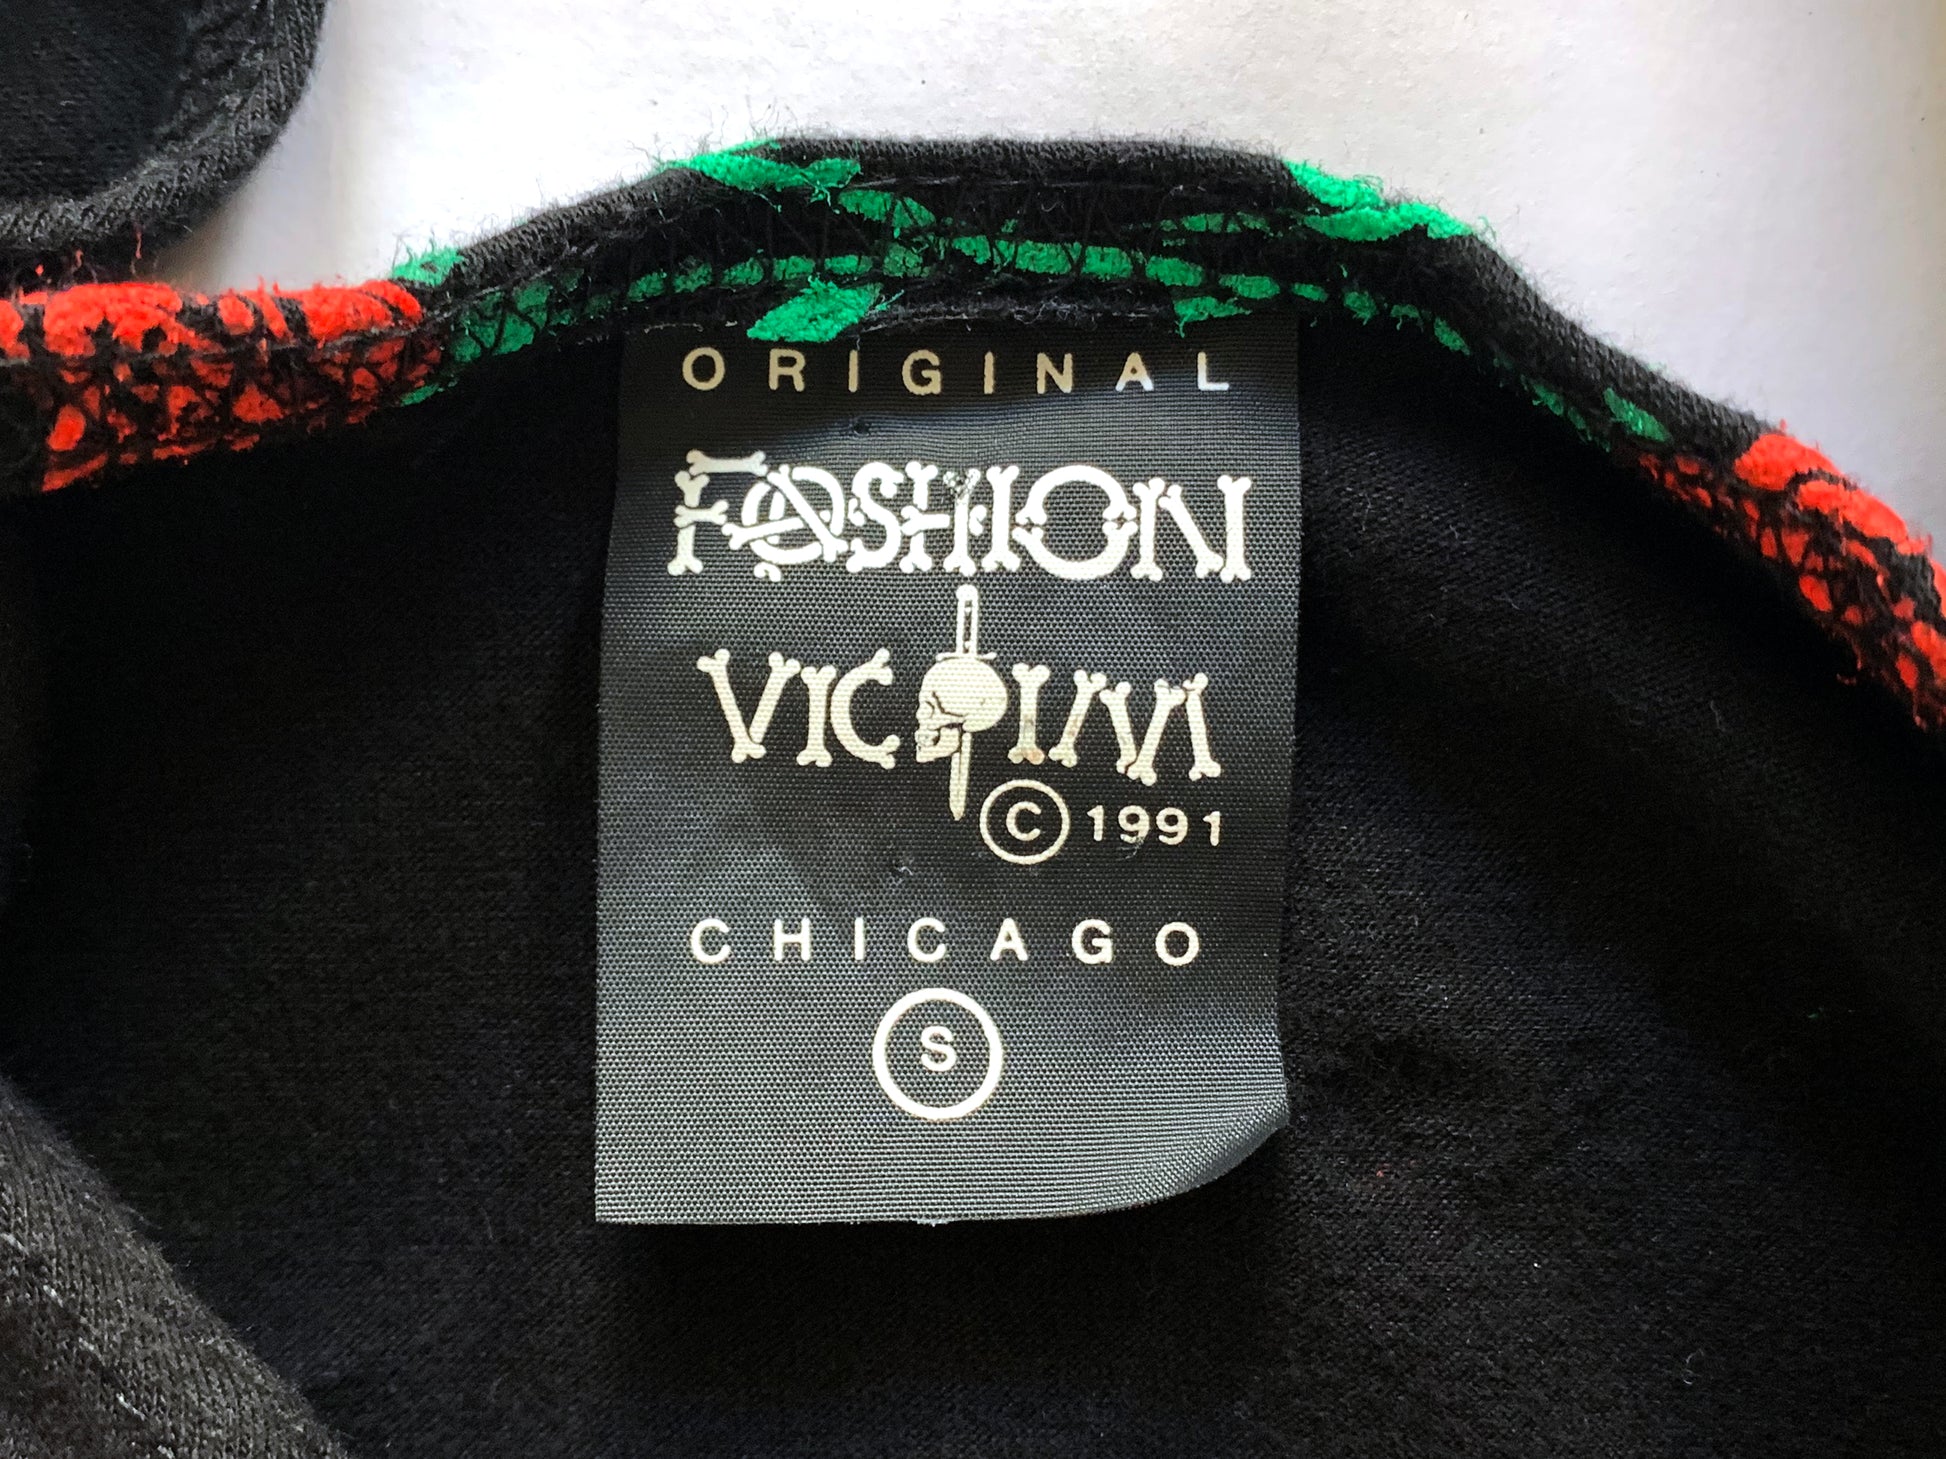 ORIGINAL
FASHION
VICTIM
© 1991
CHICAGO
S